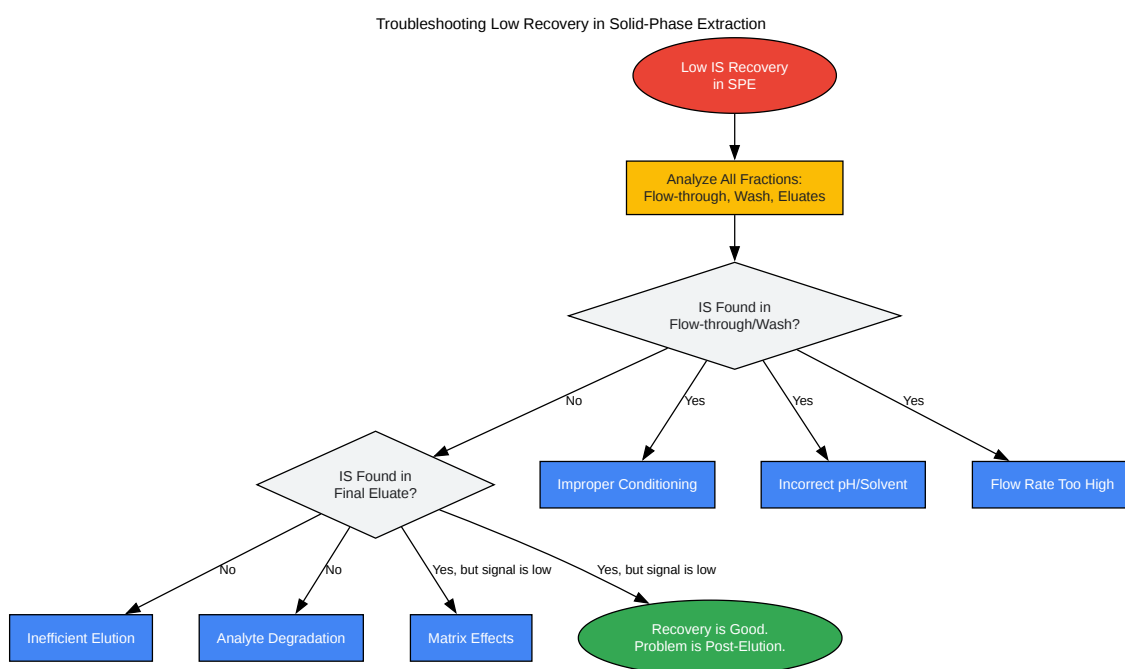 Troubleshooting Low Recovery in Solid-Phase Extraction
Low IS Recovery
in SPE
Analyze All Fractions:
Flow-through, Wash, Eluates
IS Found in
Flow-through/Wash?
No
Yes
Yes
Yes
IS Found in
Final Eluate?
Improper Conditioning
Incorrect pH/Solvent
Flow Rate Too High
No
No
Yes, but signal is low
Yes, but signal is low
Inefficient Elution
Analyte Degradation
Matrix Effects
Recovery is Good.
Problem is Post-Elution.